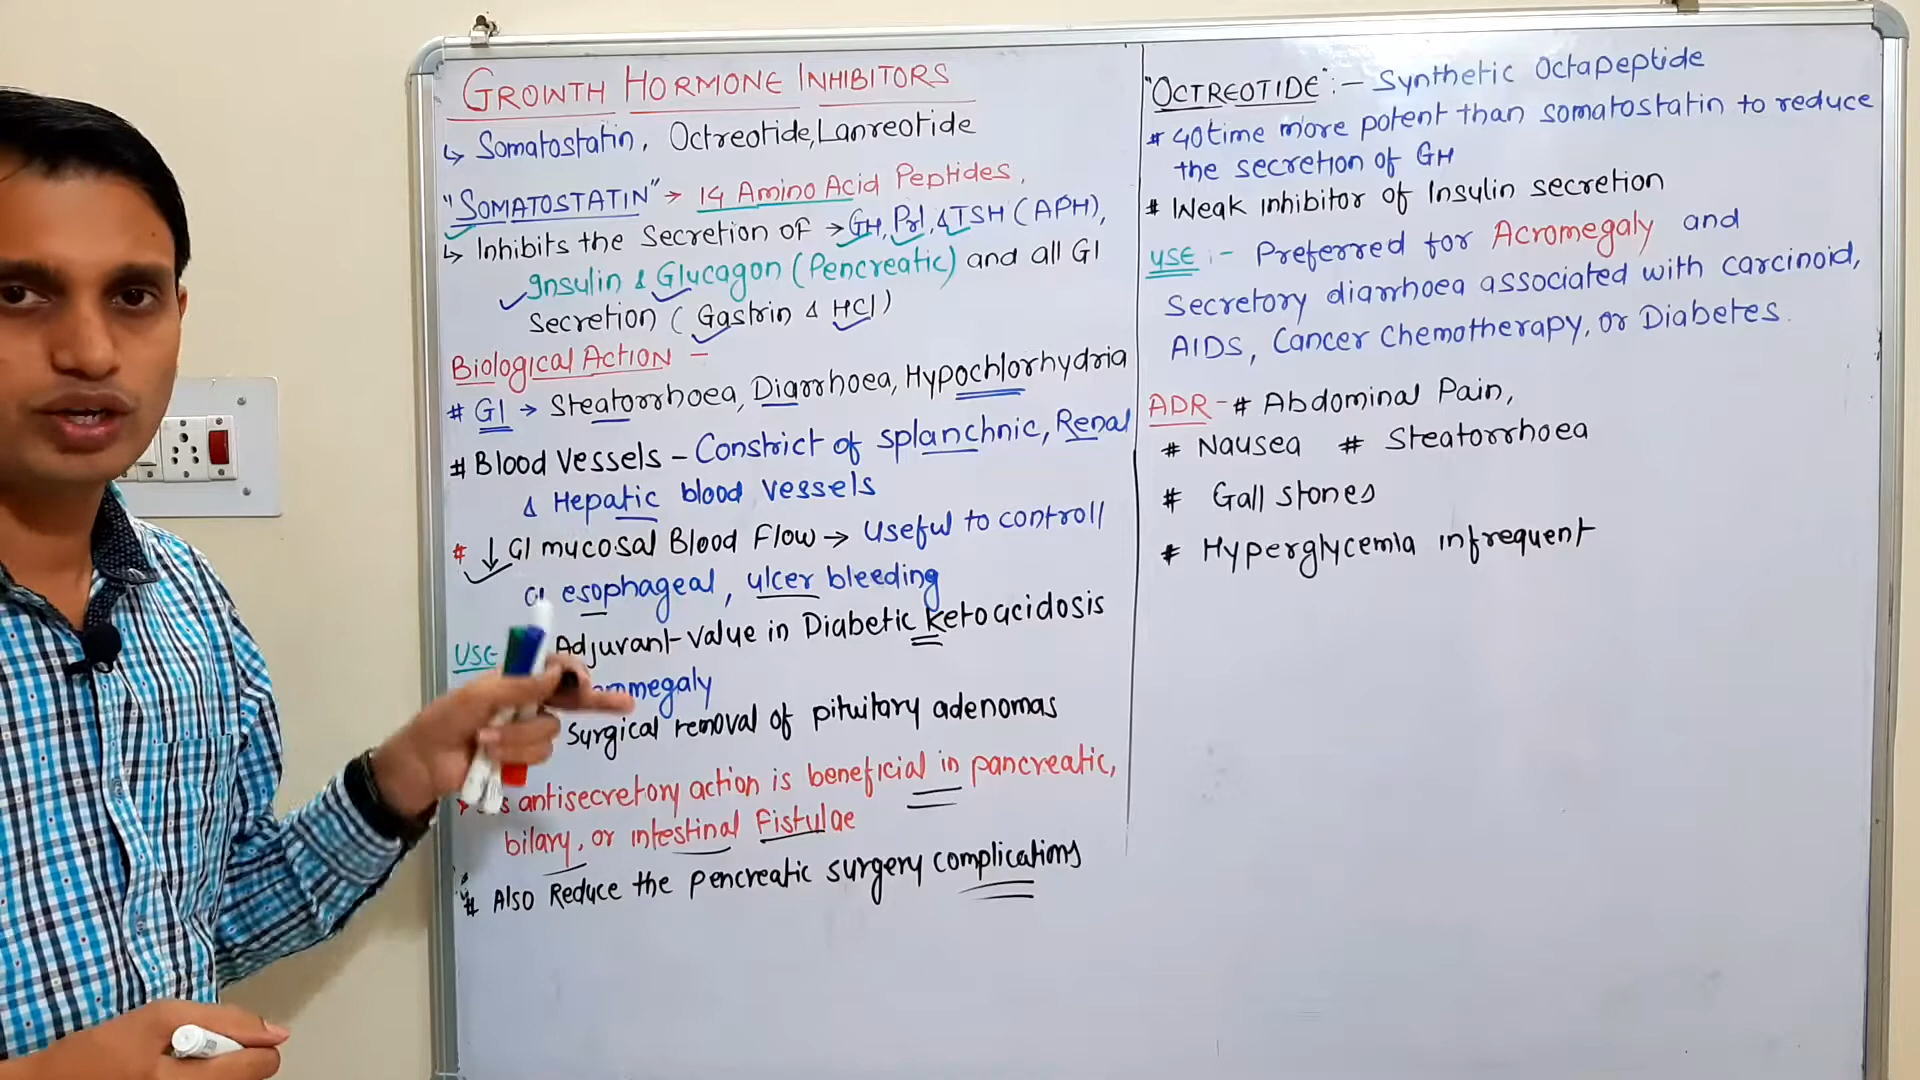 GROWTH HORMONE INHIBITORS
↳ Somatostatin, Octreotide, Lanreotide
"SOMATOSTATIN" → 14 Amino Acid Peptides,
↳ Inhibits the secretion of → GH, Prl, & TSH (APH),
Insulin & Glucagon (Pencreatic) and all GI
Secretion (Gastrin & HCl)
Biological Action -
# GI → Steatorrhoea, Diarrhoea, Hypochlorhydria
# Blood Vessels - Constrict of splanchnic, Renal
& Hepatic blood vessels
# ↓ GI mucosal Blood Flow → Useful to controll
esophageal, ulcer bleeding
USE Adjuvant value in Diabetic ketoacidosis
Surgical removal of pituitary adenomas
antisecretory action is beneficial in pancreatic,
bilary, or intestinal Fistulae
# Also Reduce the pencreatic surgery complications
"OCTREOTIDE" :- Synthetic Octapeptide
# 40time more potent than somatostatin to reduce
the secretion of GH
# Weak inhibitor of Insulin secretion
USE :- Preferred for Acromegaly and
Secretory diarrhoea associated with carcinoid,
AIDS, Cancer Chemotherapy, or Diabetes.
ADR - # Abdominal Pain,
# Nausea # Steatorrhoea
# Gall stones
# Hyperglycemia infrequent